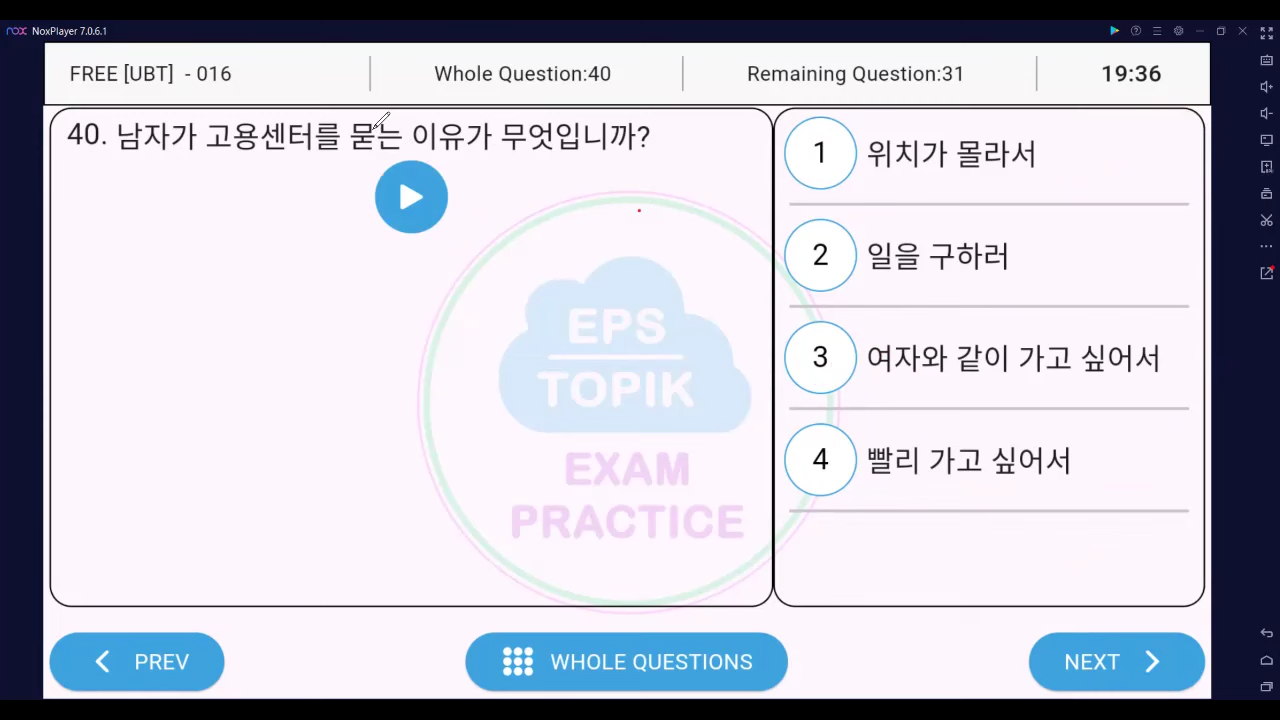 nox NoxPlayer 7.0.6.1
FREE [UBT] - 016
Whole Question:40
Remaining Question:31
19:36
40. 남자가 고용센터를 묻는 이유가 무엇입니까?
1 위치가 몰라서
2 일을 구하러
3 여자와 같이 가고 싶어서
4 빨리 가고 싶어서
EPS
TOPIK
EXAM
PRACTICE
PREV
WHOLE QUESTIONS
NEXT